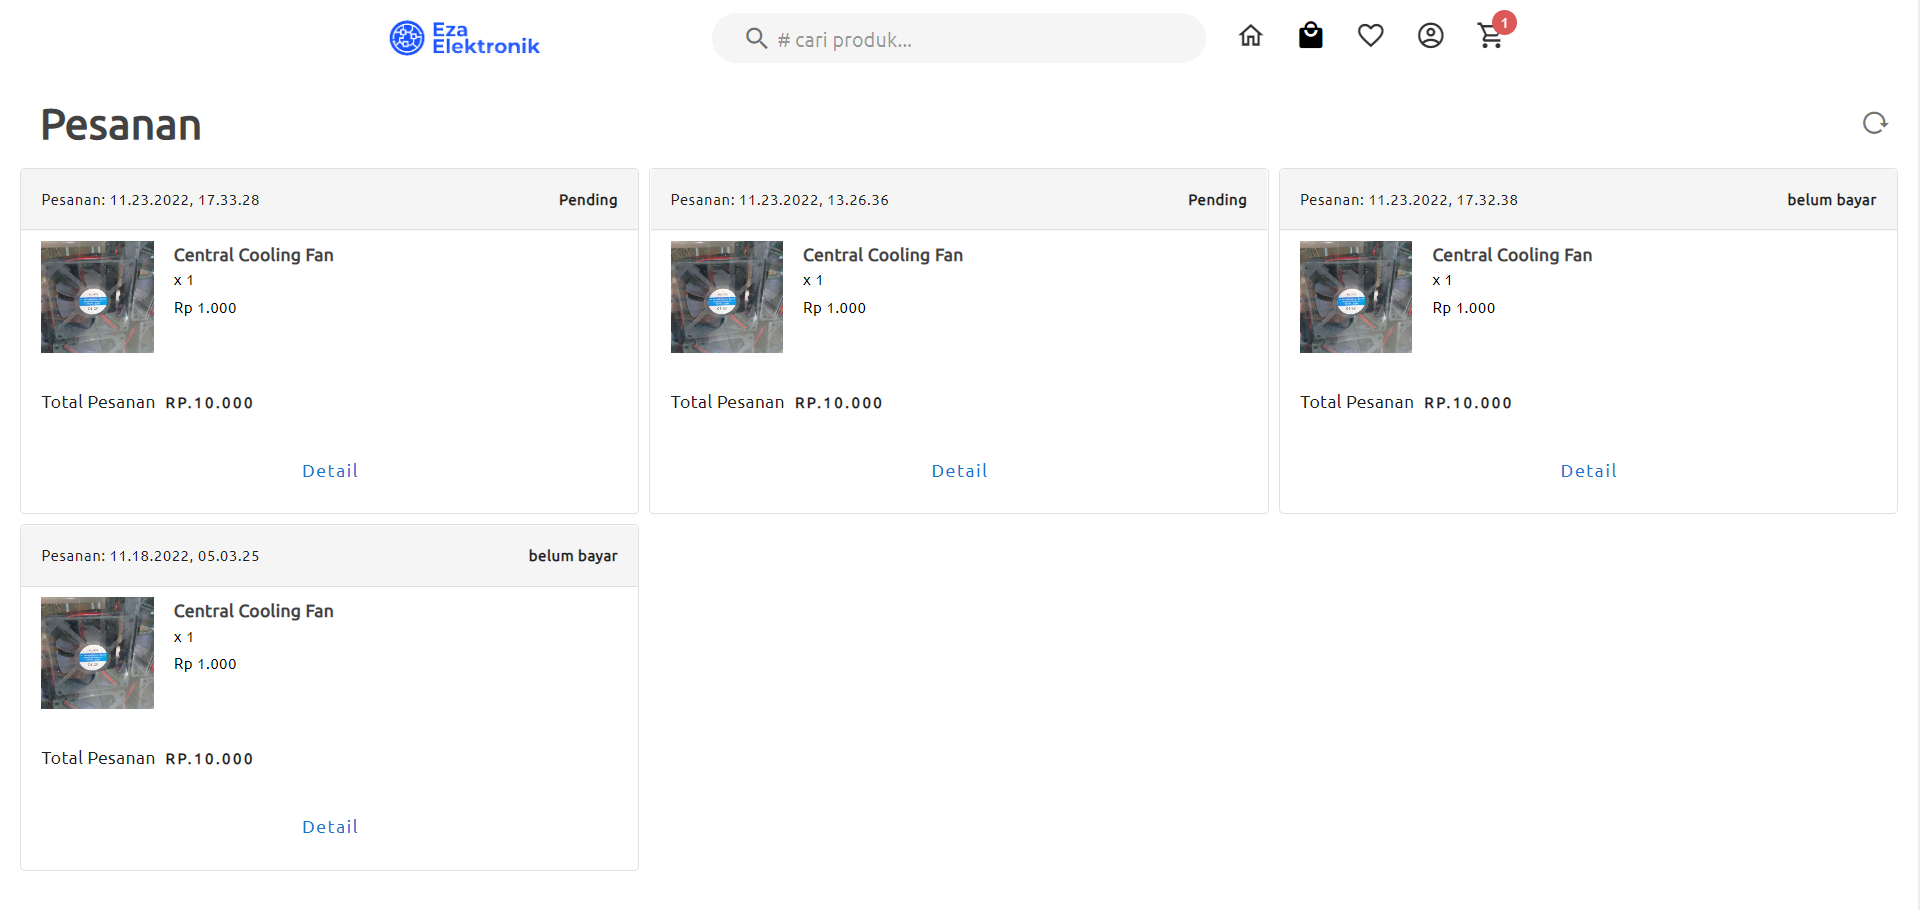 Eza
Elektronik
# cari produk...
1
Pesanan
Pesanan: 11.23.2022, 17.33.28 Pending
Central Cooling Fan
x 1
Rp 1.000
Total Pesanan RP.10.000
Detail
Pesanan: 11.23.2022, 13.26.36 Pending
Central Cooling Fan
x 1
Rp 1.000
Total Pesanan RP.10.000
Detail
Pesanan: 11.23.2022, 17.32.38 belum bayar
Central Cooling Fan
x 1
Rp 1.000
Total Pesanan RP.10.000
Detail
Pesanan: 11.18.2022, 05.03.25 belum bayar
Central Cooling Fan
x 1
Rp 1.000
Total Pesanan RP.10.000
Detail